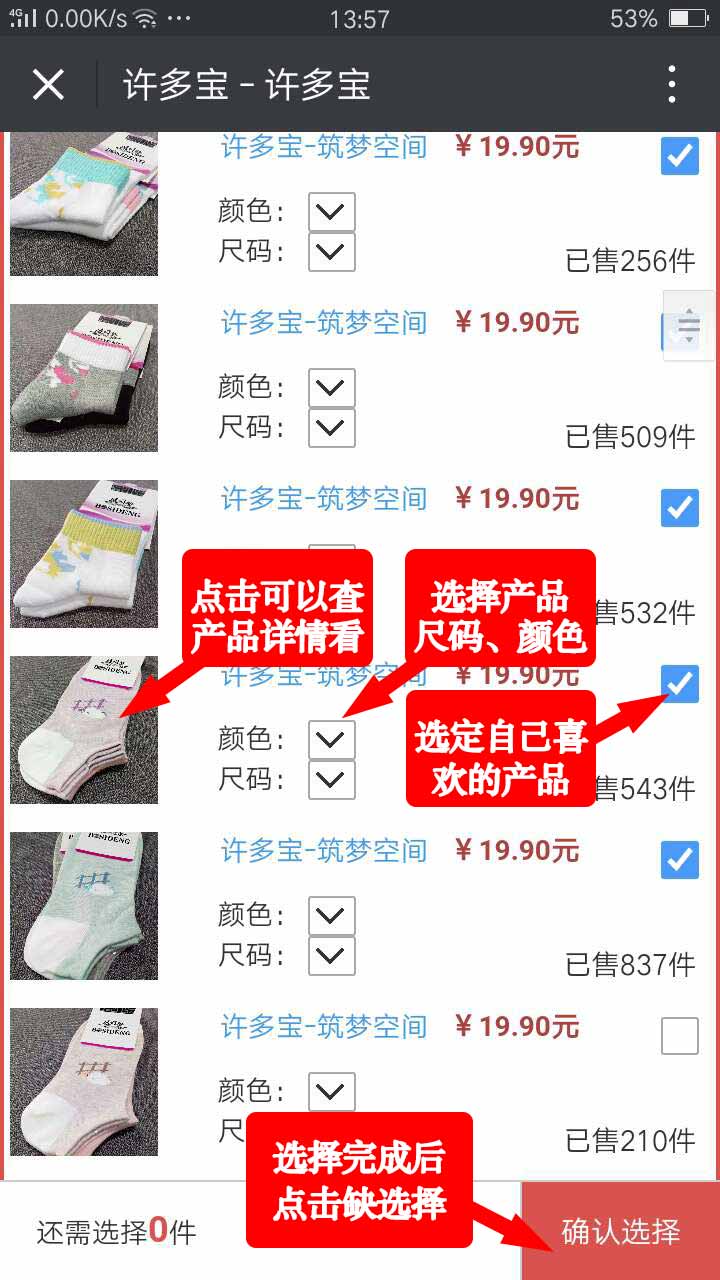 4G 0.00K/s 13:57 53%
许多宝 - 许多宝
许多宝-筑梦空间 ¥ 19.90元
颜色：
尺码：
已售256件
许多宝-筑梦空间 ¥ 19.90元
颜色：
尺码：
已售509件
BOSIDENG
许多宝-筑梦空间 ¥ 19.90元
售532件
点击可以查
产品详情看
选择产品
尺码、颜色
BOSIDENG
许多宝-筑梦空间 ¥ 19.90元
颜色：
尺码：
选定自己喜
欢的产品
售543件
BOSIDENG
许多宝-筑梦空间 ¥ 19.90元
颜色：
尺码：
已售837件
BOSIDENG
许多宝-筑梦空间 ¥ 19.90元
颜色：
尺
已售210件
选择完成后
点击缺选择
还需选择0件
确认选择